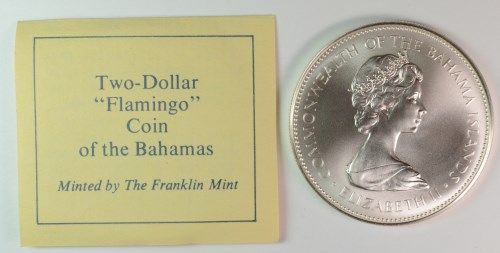 Two-Dollar
“Flamingo”
Coin
of the Bahamas
Minted by The Franklin Mint
COMMONWEALTH OF THE BAHAMA ISLANDS
· ELIZABETH II ·